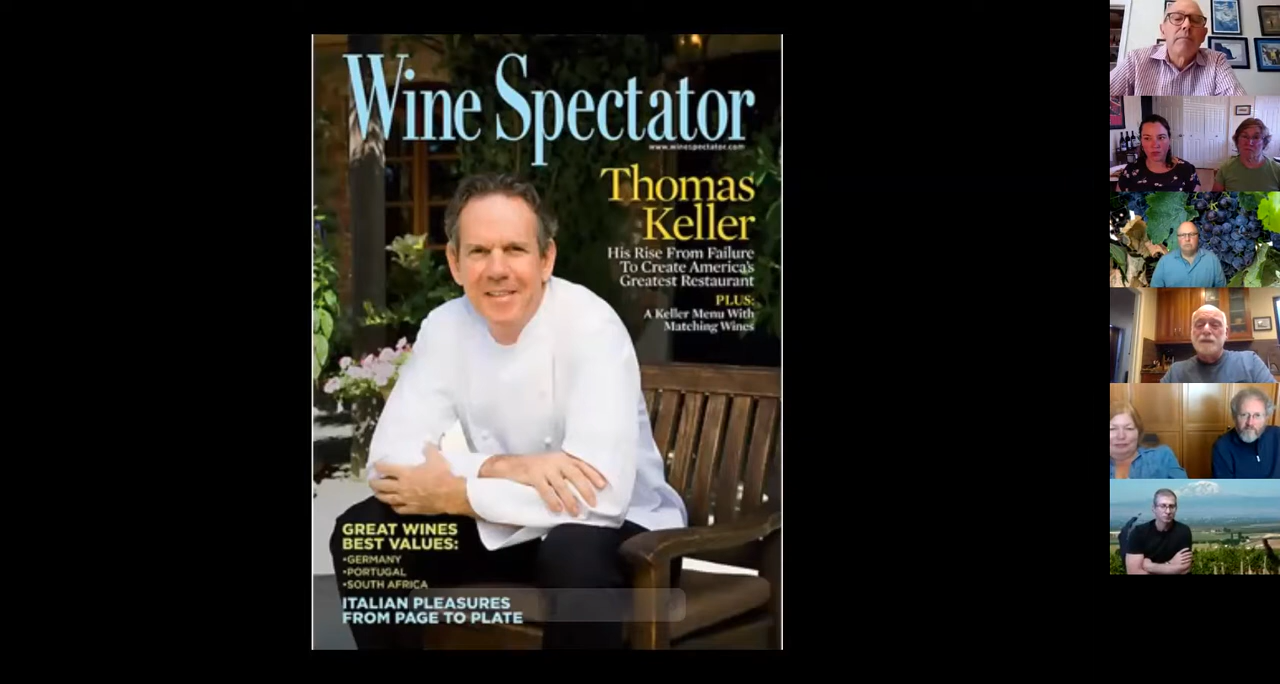 Wine Spectator
www.winespectator.com
Thomas
Keller
His Rise From Failure
To Create America's
Greatest Restaurant
PLUS:
A Keller Menu With
Matching Wines
GREAT WINES
BEST VALUES:
•GERMANY
•PORTUGAL
•SOUTH AFRICA
ITALIAN PLEASURES
FROM PAGE TO PLATE